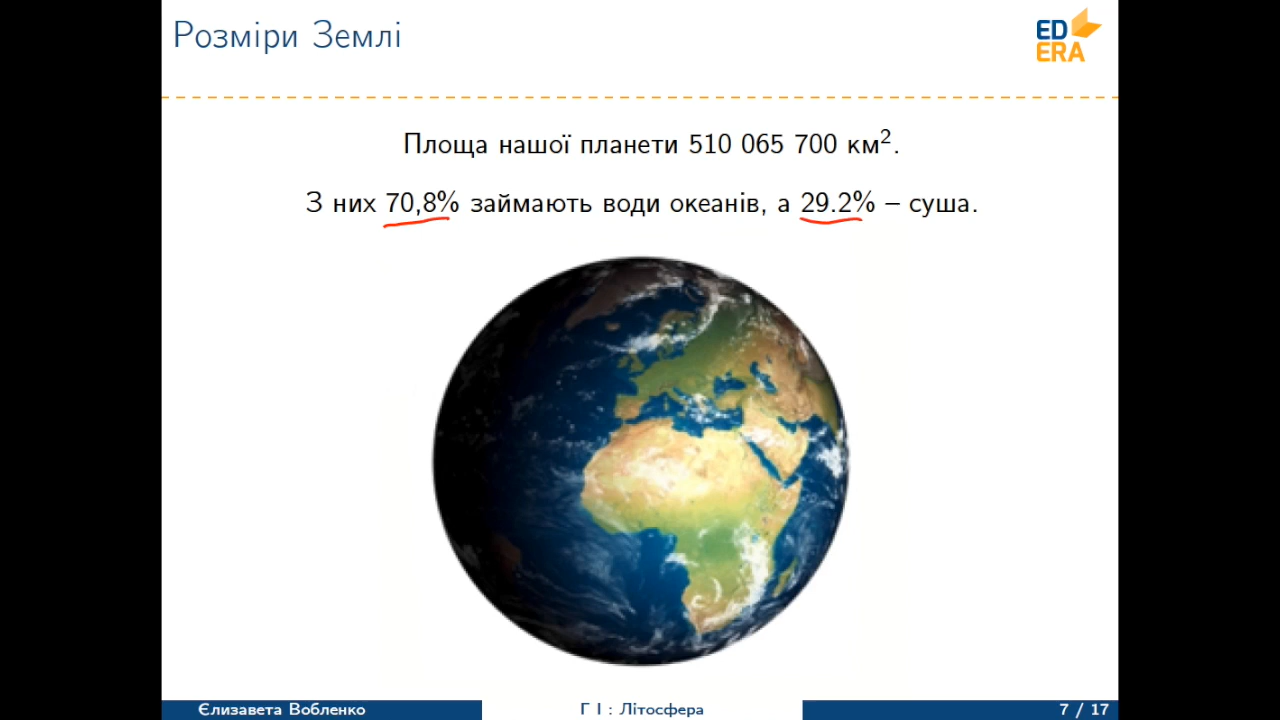 Розміри Землі
ED
ERA
Площа нашої планети 510 065 700 км².
З них 70,8% займають води океанів, а 29.2% – суша.
Єлизавета Вобленко
Г I : Літосфера
7 / 17